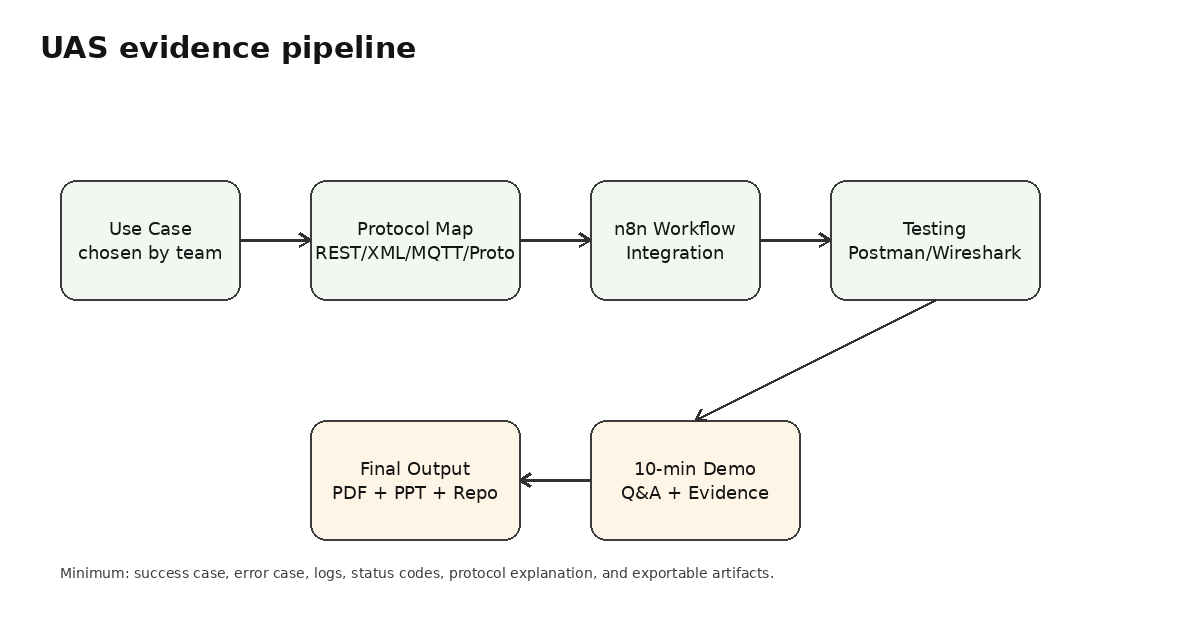 UAS evidence pipeline
Use Case
chosen by team
Protocol Map
REST/XML/MQTT/Proto
n8n Workflow
Integration
Testing
Postman/Wireshark
Final Output
PDF + PPT + Repo
10-min Demo
Q&A + Evidence
Minimum: success case, error case, logs, status codes, protocol explanation, and exportable artifacts.